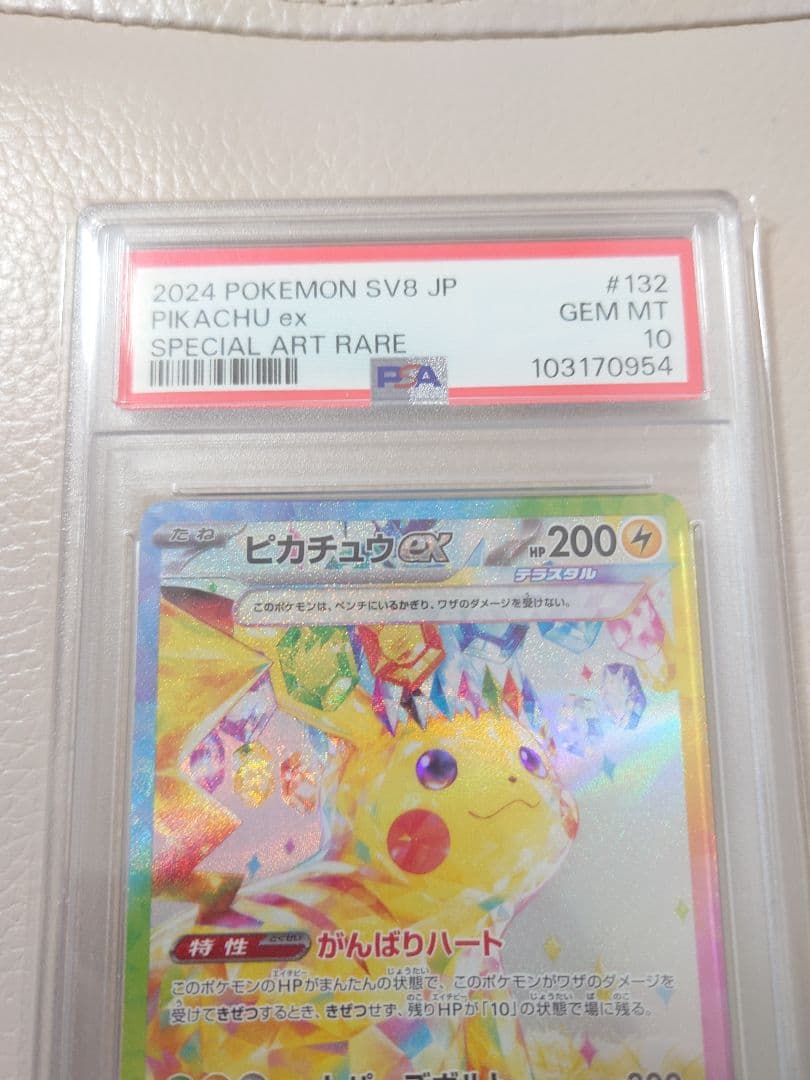 2024 POKEMON SV8 JP #132
PIKACHU ex GEM MT
SPECIAL ART RARE 10
PSA 103170954
たね ピカチュウex HP 200
テラスタル
このポケモンは、ベンチにいるかぎり、ワザのダメージを受けない。
特性 がんばりハート
このポケモンのHPがまんたんの状態で、このポケモンがワザのダメージを
受けてきぜつするとき、きぜつせず、残りHPが「10」の状態で場に残る。